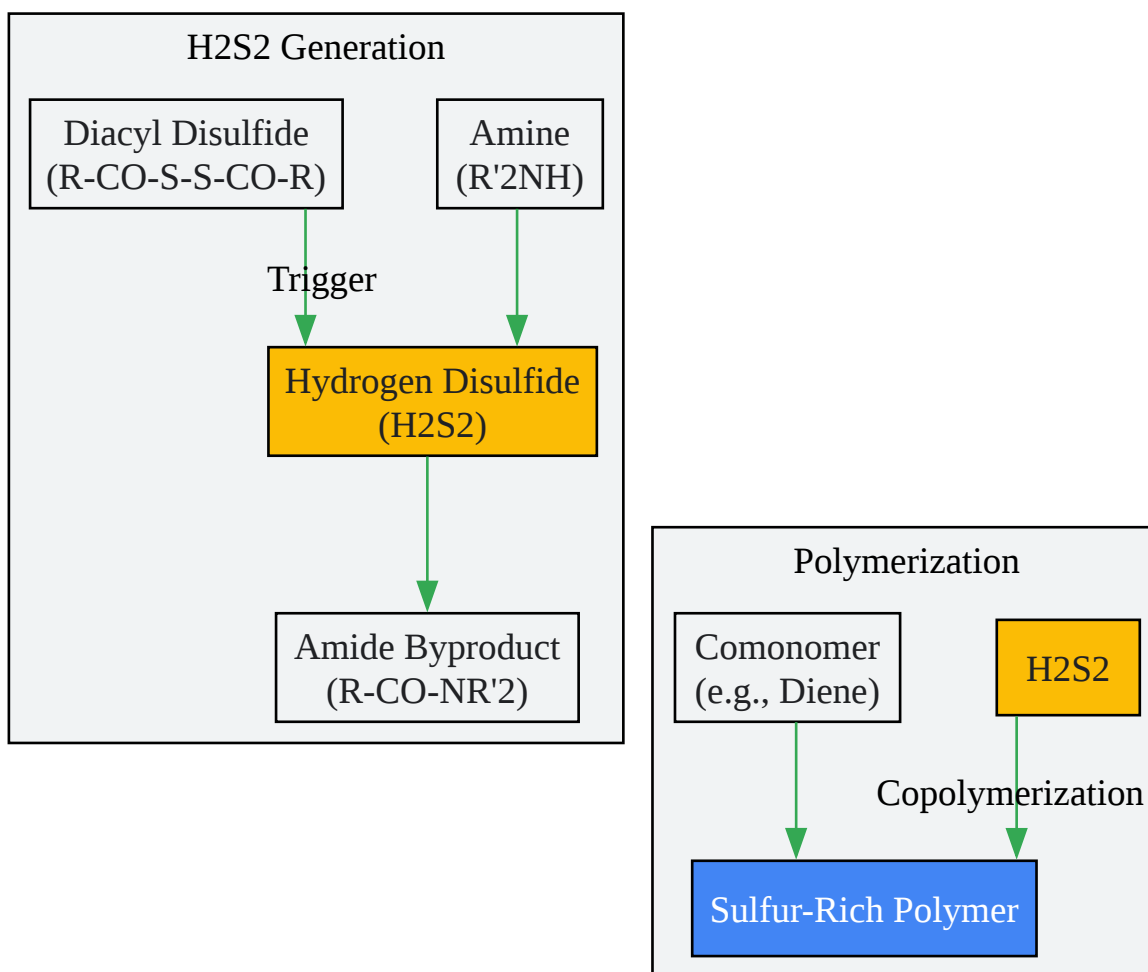 H2S2 Generation
Diacyl Disulfide
(R-CO-S-S-CO-R)
Amine
(R'2NH)
Trigger
Hydrogen Disulfide
(H2S2)
Amide Byproduct
(R-CO-NR'2)
Polymerization
Comonomer
(e.g., Diene)
H2S2
Copolymerization
Sulfur-Rich Polymer